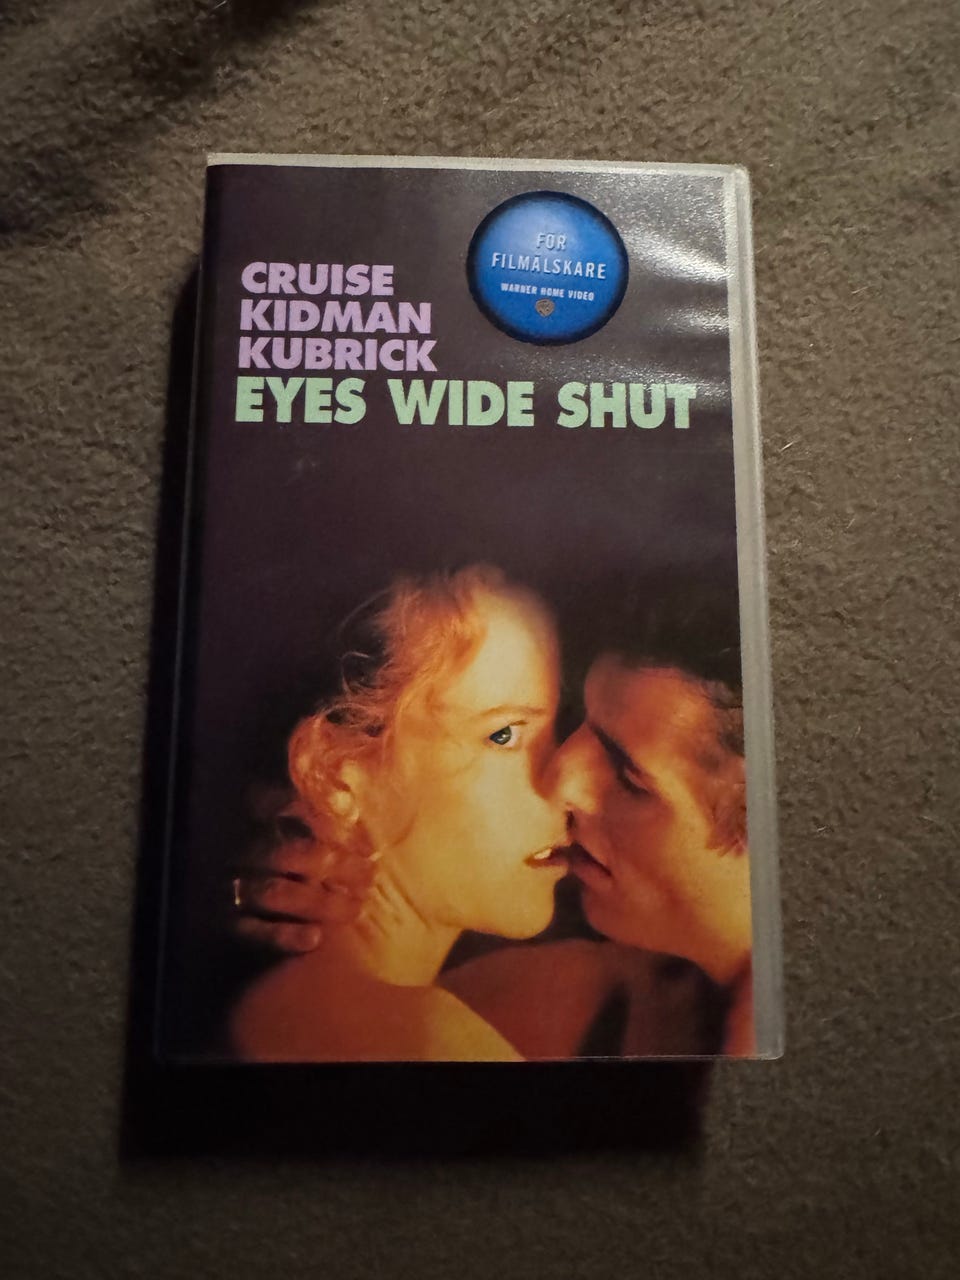 FÖR
FILMÄLSKARE
WARNER HOME VIDEO
CRUISE
KIDMAN
KUBRICK
EYES WIDE SHUT